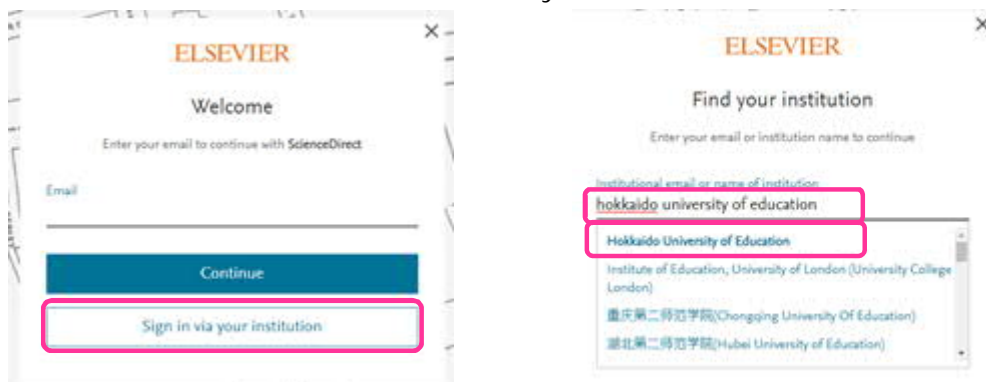 ELSEVIER
Welcome
Enter your email to continue with ScienceDirect
Email
Continue
Sign in via your institution
ELSEVIER
Find your institution
Enter your email or institution name to continue
Institutional email or name of institution
hokkaido university of education
Hokkaido University of Education
Institute of Education, University of London (University College
London)
重庆第二师范学院(Chongqing University Of Education)
湖北第二师范学院(Hubei University of Education)